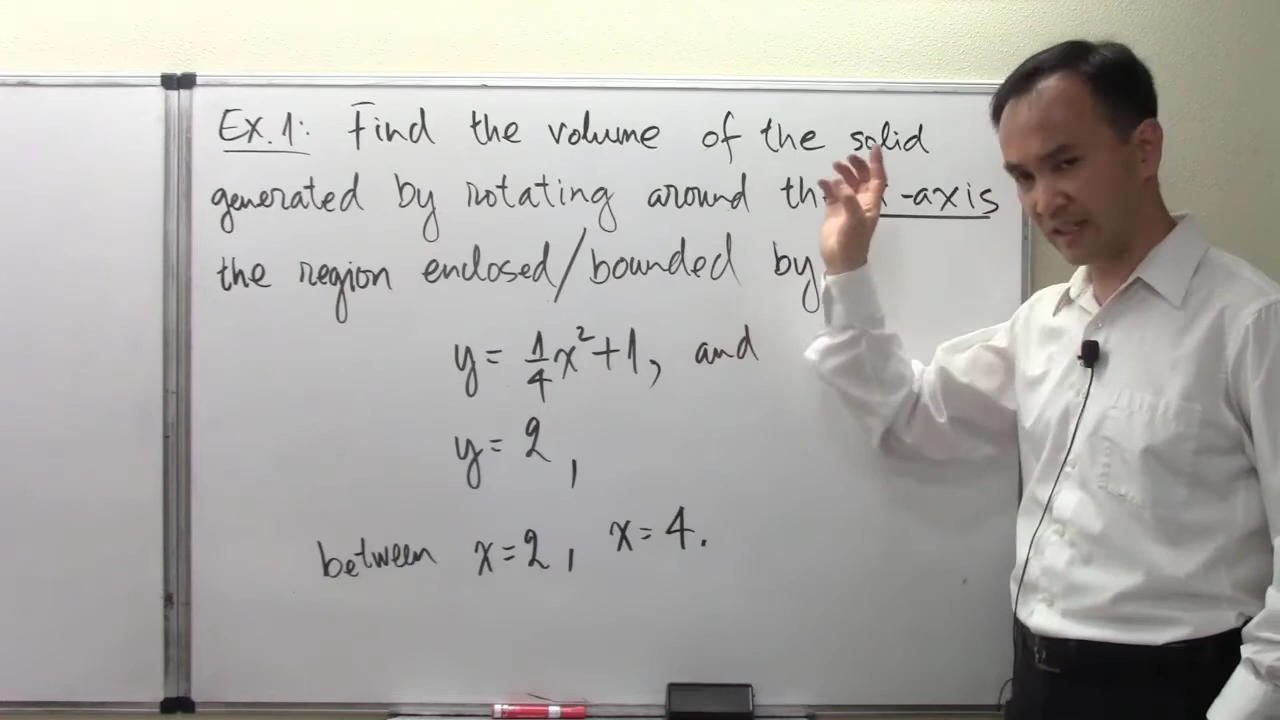 Ex. 1: Find the volume of the solid
generated by rotating around -axis
the region enclosed/bounded by
y = 1/4 x² + 1, and
y = 2,
between x = 2, x = 4.